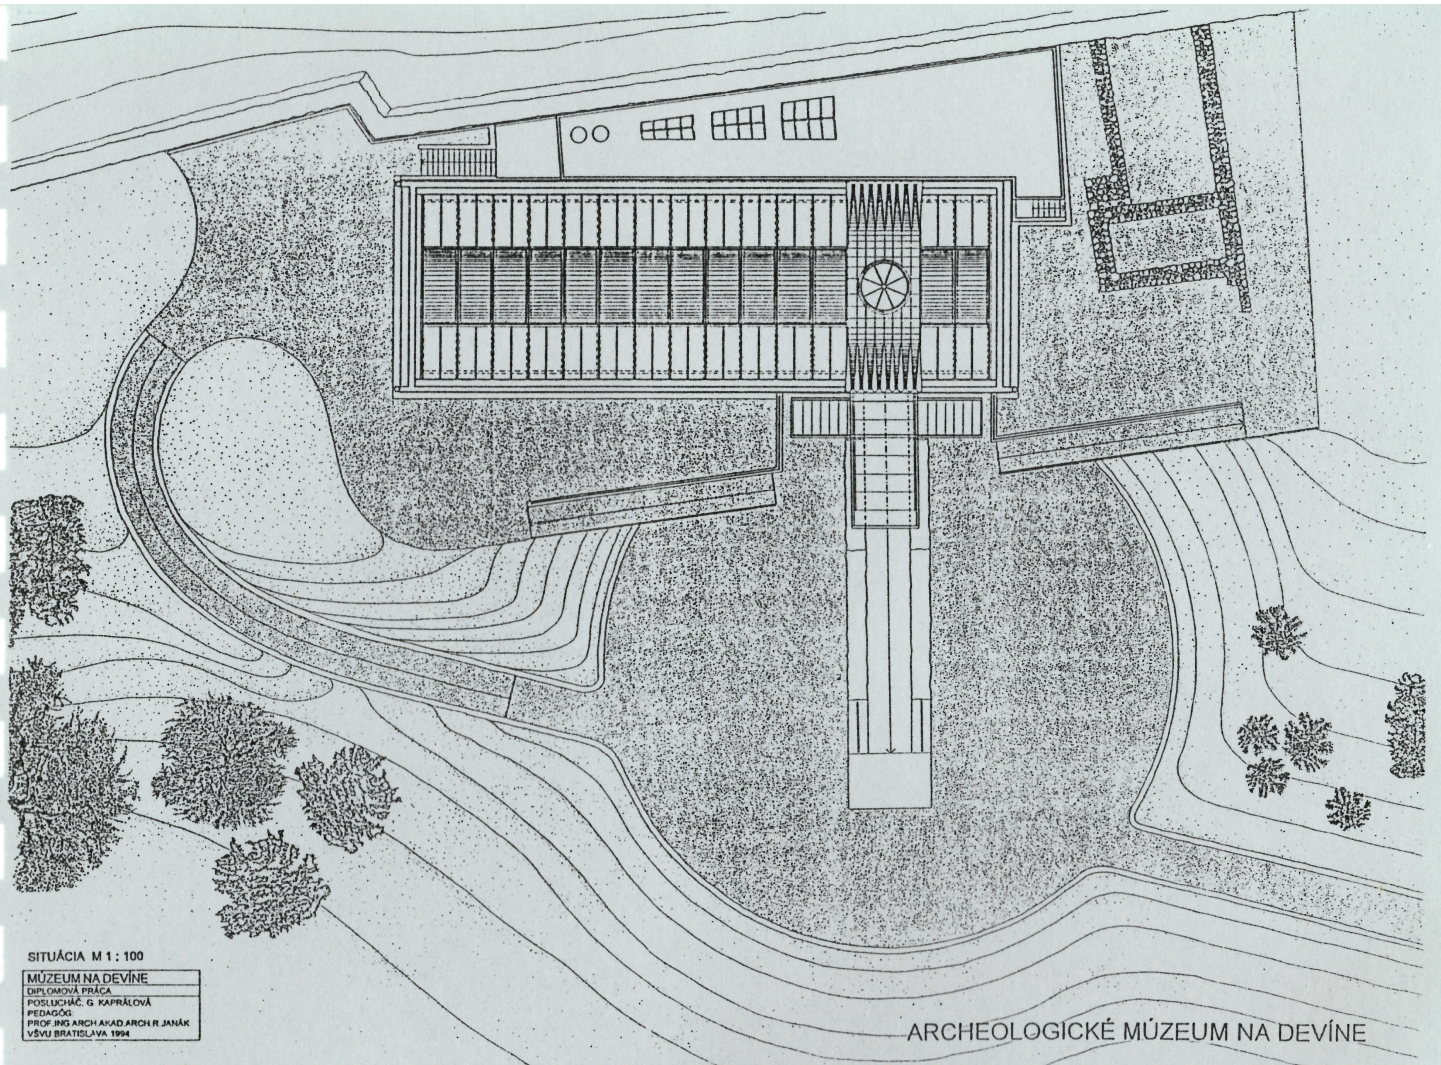 SITUÁCIA M 1 : 100
MÚZEUM NA DEVÍNE
DIPLOMOVÁ PRÁCA
POSLUCHÁČ. G. KAPRÁLOVÁ
PEDAGÓG:
PROF.ING.ARCH.AKAD.ARCH.R.JANÁK
VŠVU BRATISLAVA 1994
ARCHEOLOGICKÉ MÚZEUM NA DEVÍNE